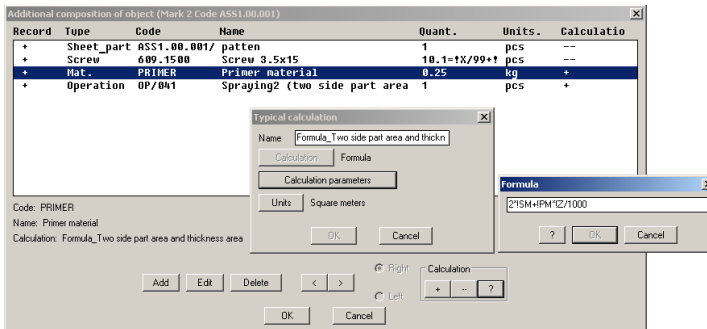 Additional composition of object (Mark 2 Code ASS1.00.001)
Record Type Code Name Quant. Units. Calculatio
+ Sheet_part ASS1.00.001/ patten 1 pcs --
+ Screw 609.1500 Screw 3.5x15 10.1=!X/99+! pcs --
+ Mat. PRIMER Primer material 0.25 kg +
+ Operation OP/041 Spraying2 (two side part area 1 pcs +
Typical calculation
Name Formula_Two side part area and thickn
Calculation Formula
Calculation parameters
Units Square meters
OK Cancel
Formula
2*!SM+!PM*!Z/1000
? OK Cancel
Code: PRIMER
Name: Primer material
Calculation: Formula_Two side part area and thickness area
Add Edit Delete < > Right Left Calculation + -- ?
OK Cancel